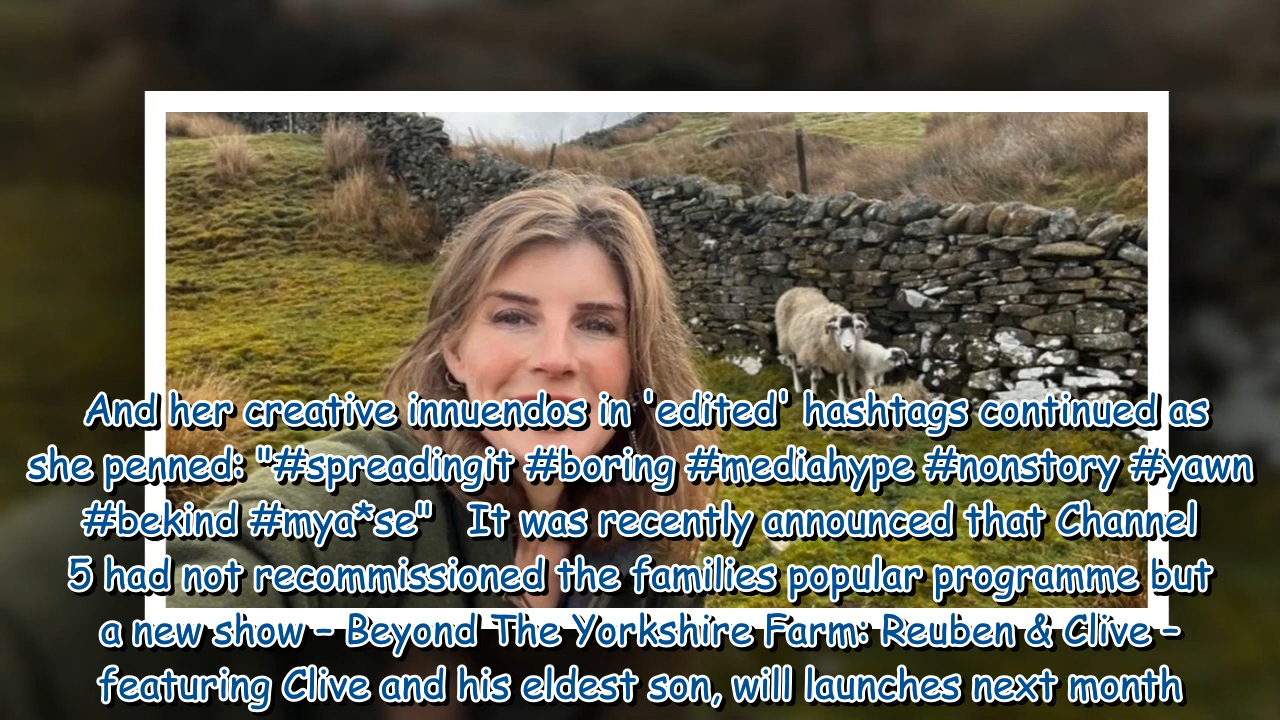 And her creative innuendos in 'edited' hashtags continued as
she penned: "#spreadingit #boring #mediahype #nonstory #yawn
#bekind #mya*se" It was recently announced that Channel
5 had not recommissioned the families popular programme but
a new show – Beyond The Yorkshire Farm: Reuben & Clive –
featuring Clive and his eldest son, will launches next month